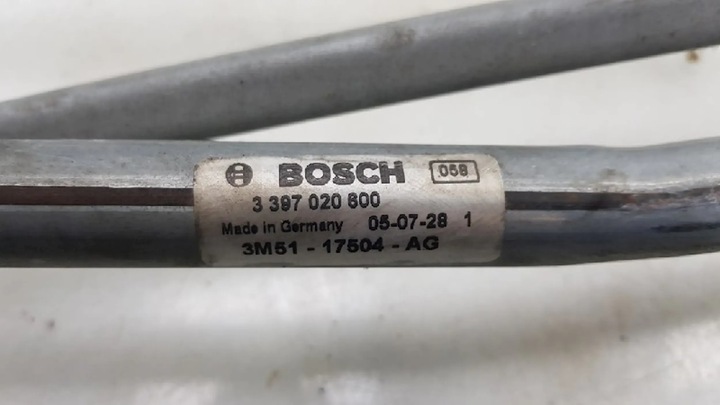 BOSCH 058
3 397 020 600
Made in Germany 05-07-28 1
3M51 - 17504 - AG